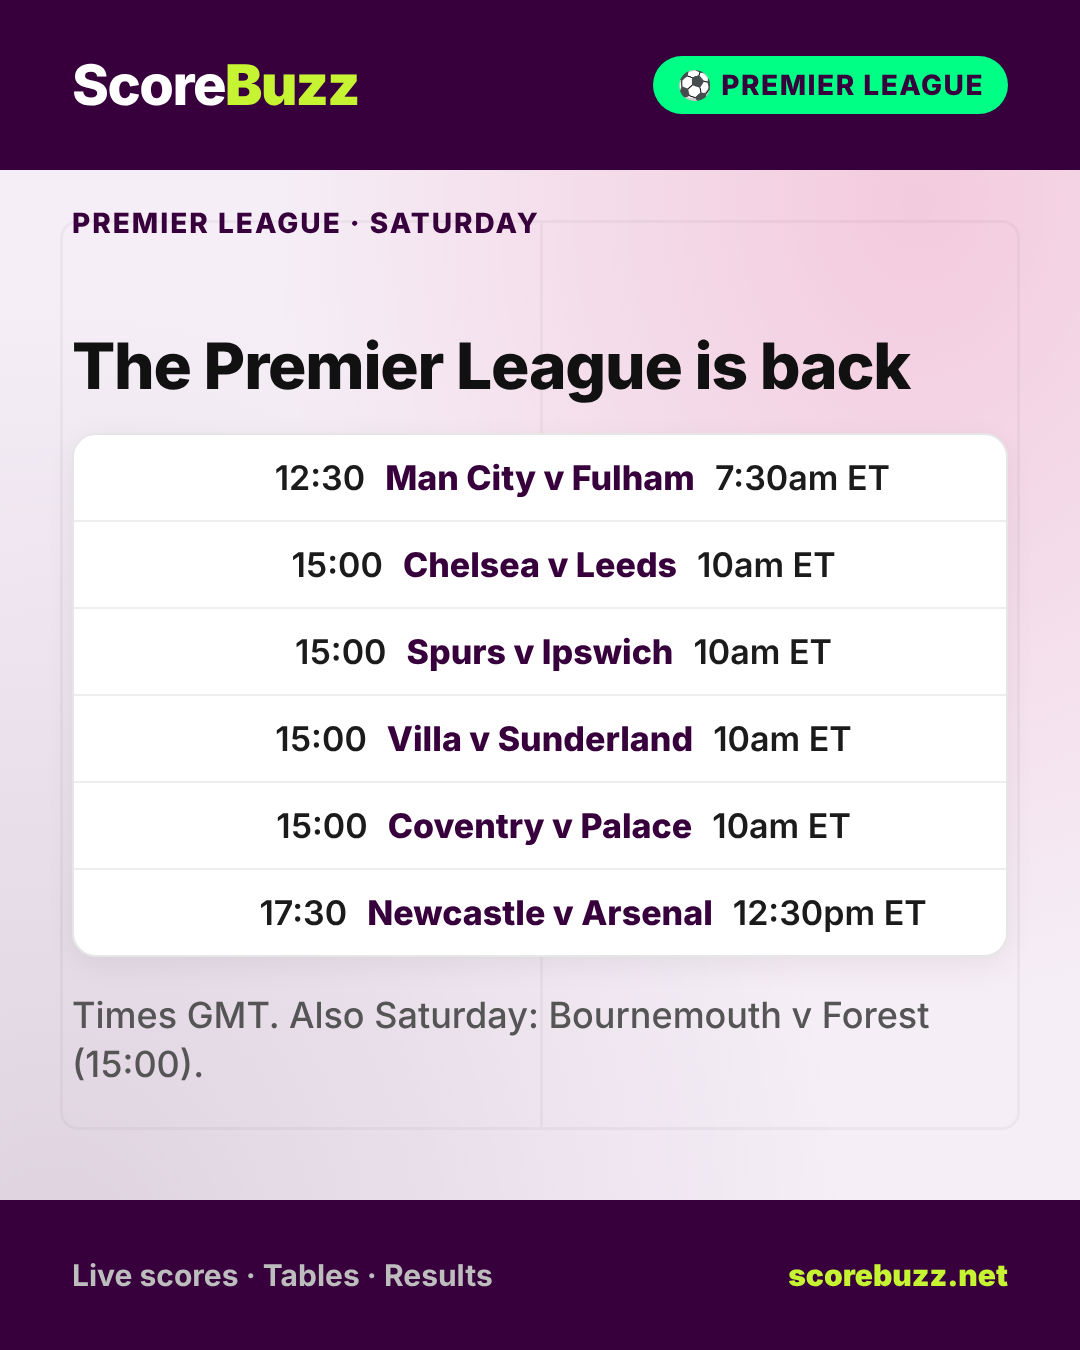 ScoreBuzz
⚽ PREMIER LEAGUE
PREMIER LEAGUE · SATURDAY
The Premier League is back
12:30 Man City v Fulham 7:30am ET
15:00 Chelsea v Leeds 10am ET
15:00 Spurs v Ipswich 10am ET
15:00 Villa v Sunderland 10am ET
15:00 Coventry v Palace 10am ET
17:30 Newcastle v Arsenal 12:30pm ET
Times GMT. Also Saturday: Bournemouth v Forest
(15:00).
Live scores · Tables · Results
scorebuzz.net